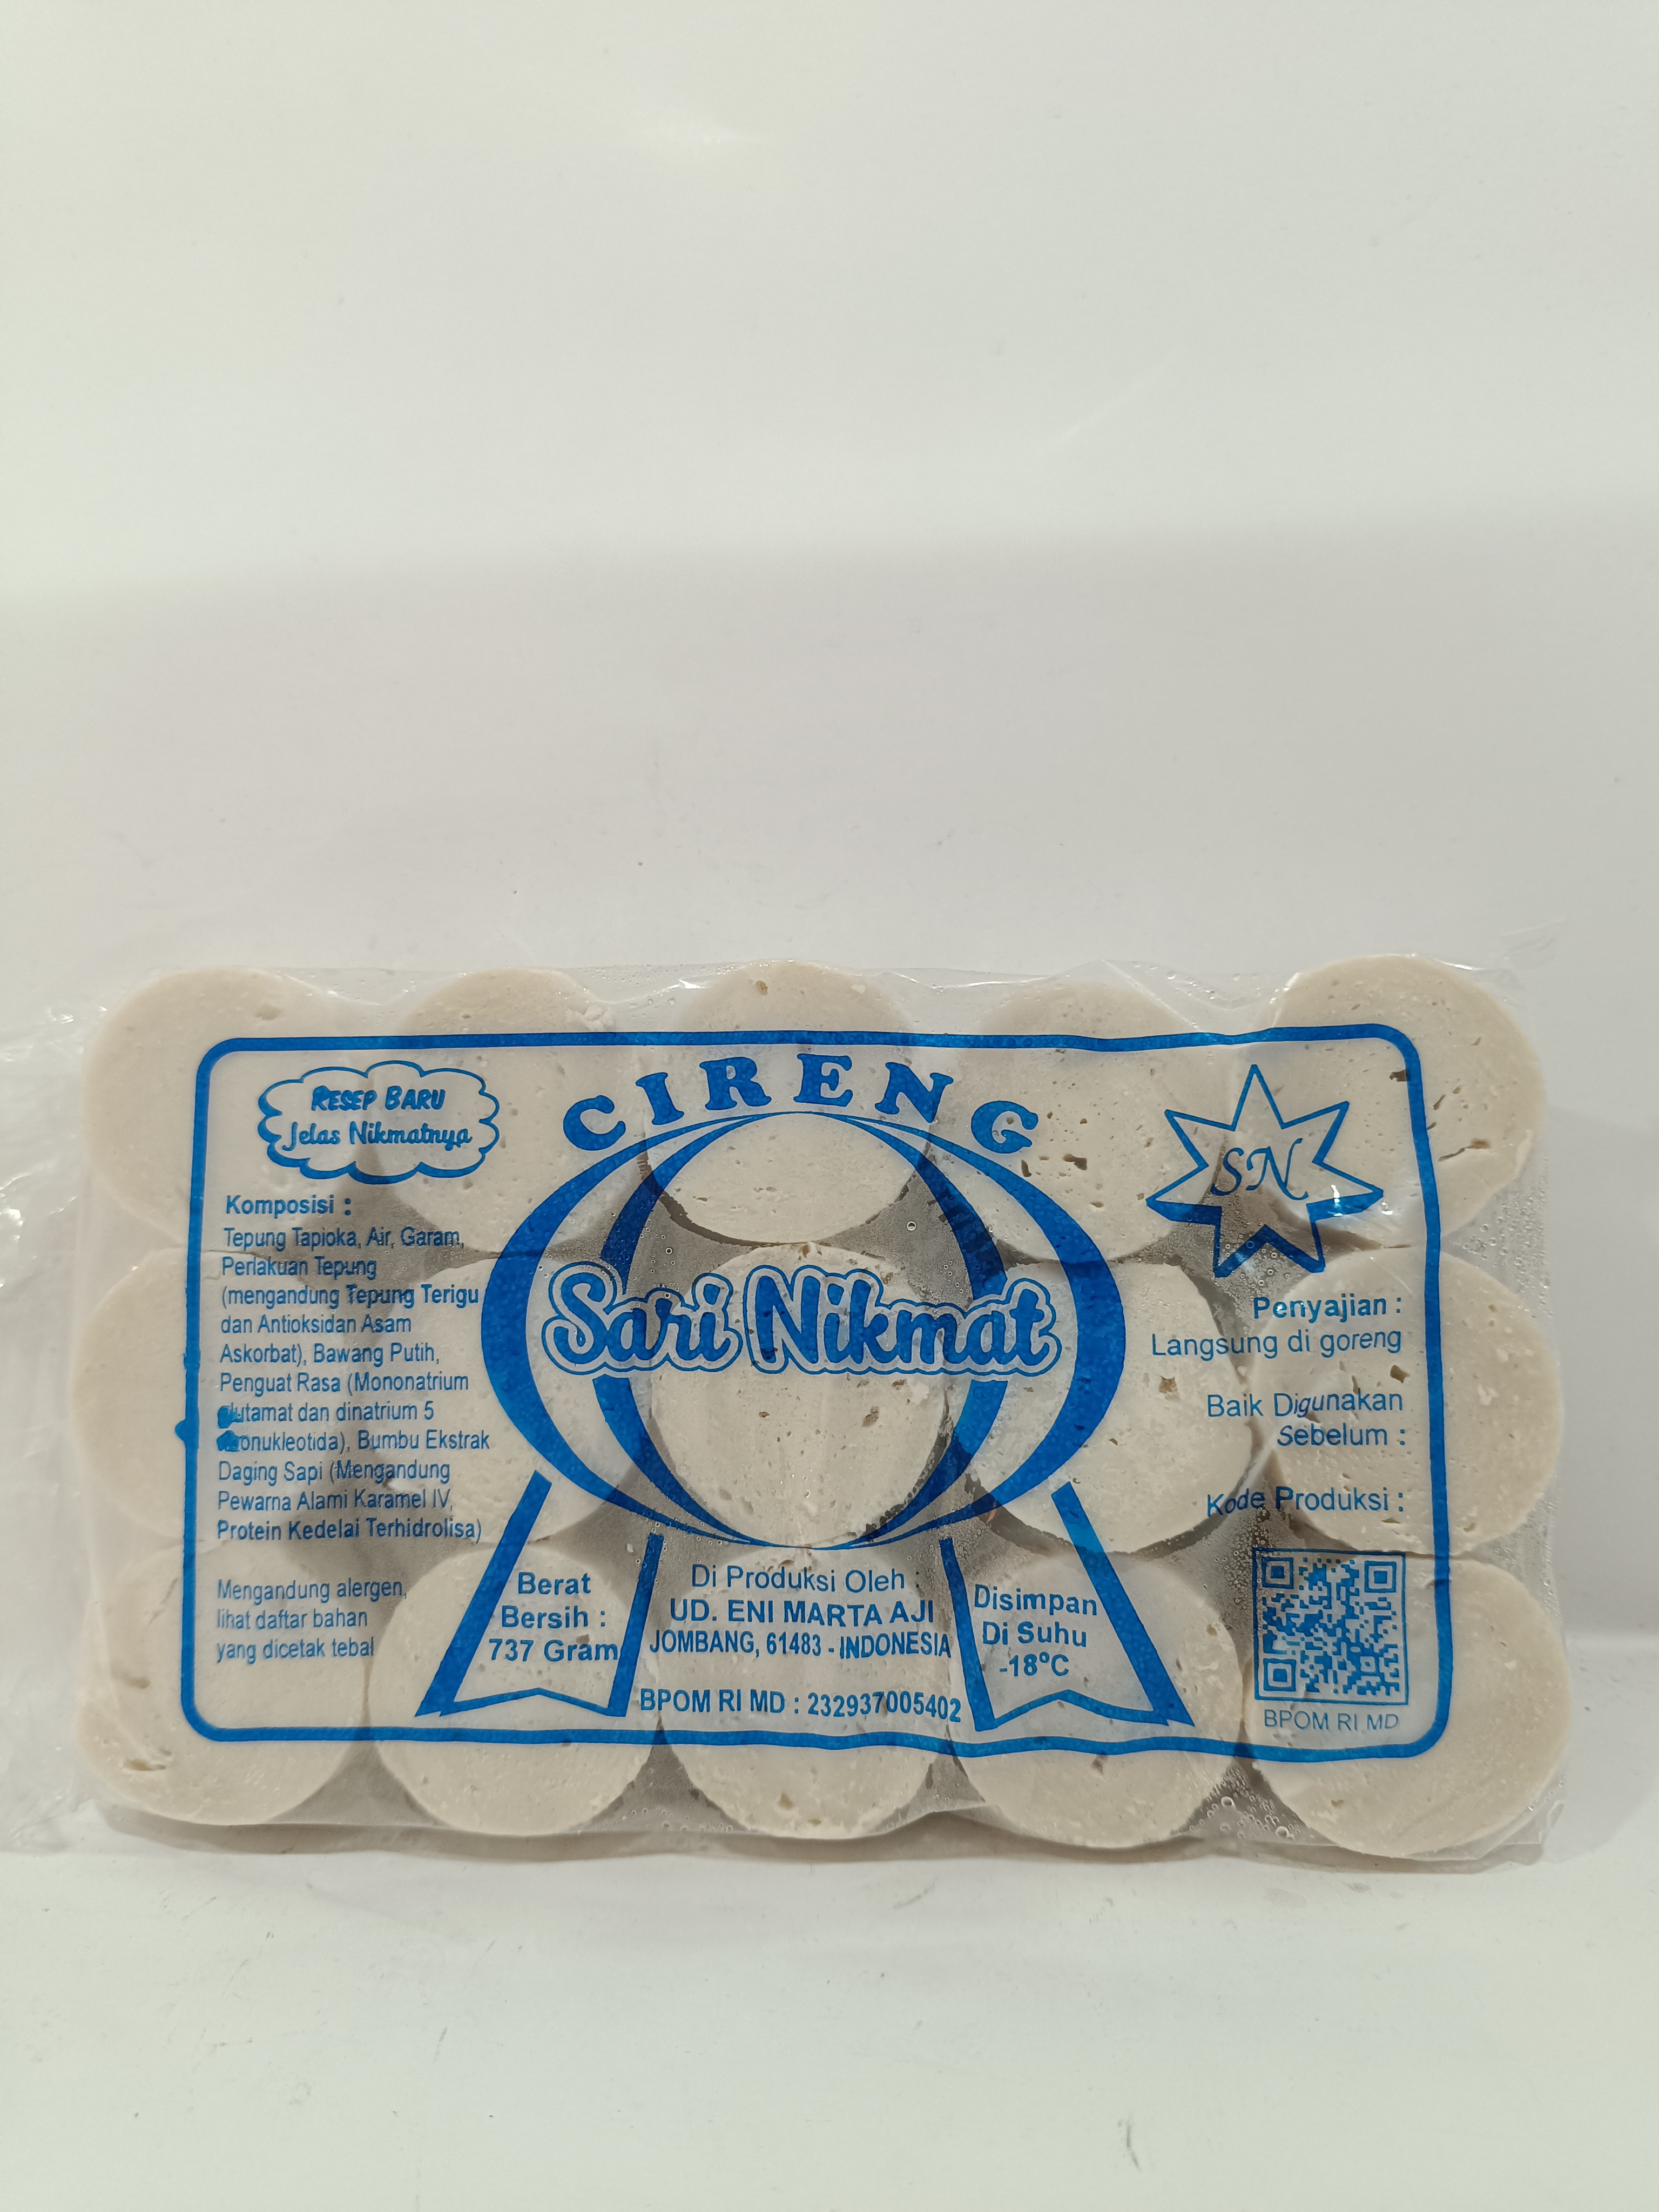 RESEP BARU
Jelas Nikmatnya
CIRENG
Sari Nikmat
SN
Komposisi :
Tepung Tapioka, Air, Garam,
Perlakuan Tepung
(mengandung Tepung Terigu
dan Antioksidan Asam
Askorbat), Bawang Putih,
Penguat Rasa (Mononatrium
glutamat dan dinatrium 5
Bumbu Ekstrak
Daging Sapi (Mengandung
Pewarna Alami Karamel IV,
Protein Kedelai Terhidrolisa)
Mengandung alergen,
lihat daftar bahan
yang dicetak tebal
Berat
Bersih :
737 Gram
Di Produksi Oleh :
UD. ENI MARTA AJI
JOMBANG, 61483 - INDONESIA
BPOM RI MD : 232937005402
Disimpan
Di Suhu
-18°C
Penyajian :
Langsung di goreng
Baik Digunakan
Sebelum :
Kode Produksi :
BPOM RI MD